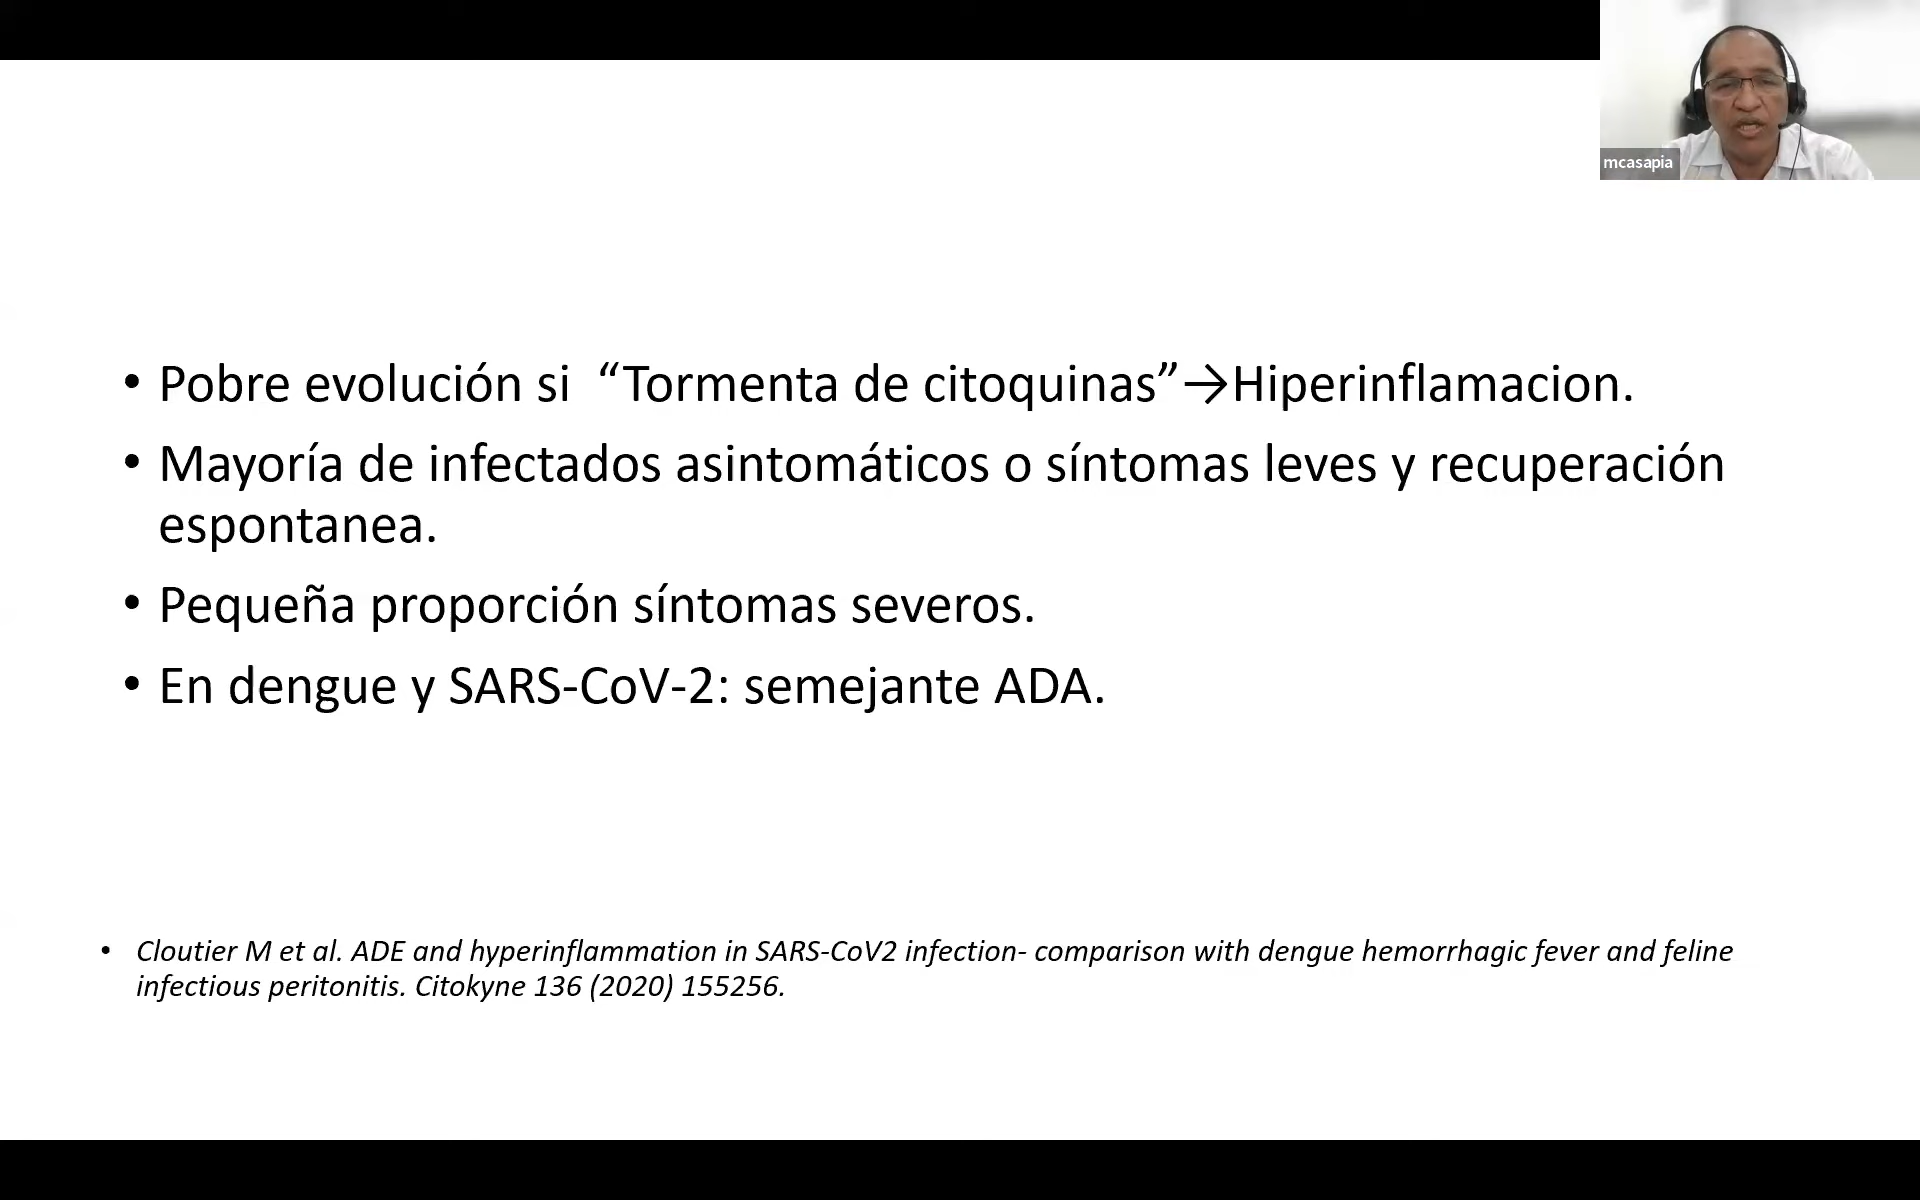 mcasapia
• Pobre evolución si “Tormenta de citoquinas”→Hiperinflamacion.
• Mayoría de infectados asintomáticos o síntomas leves y recuperación
espontanea.
• Pequeña proporción síntomas severos.
• En dengue y SARS-CoV-2: semejante ADA.
• Cloutier M et al. ADE and hyperinflammation in SARS-CoV2 infection- comparison with dengue hemorrhagic fever and feline
infectious peritonitis. Citokyne 136 (2020) 155256.